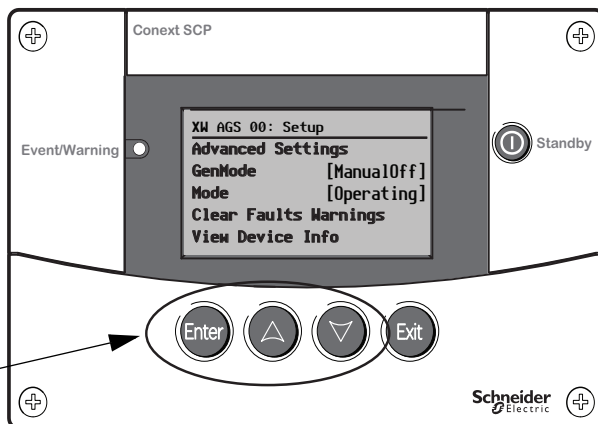 Conext SCP
Event/Warning
Standby
XW AGS 00: Setup
Advanced Settings
GenMode [ManualOff]
Mode [Operating]
Clear Faults Warnings
View Device Info
Enter
Exit
Schneider
Electric